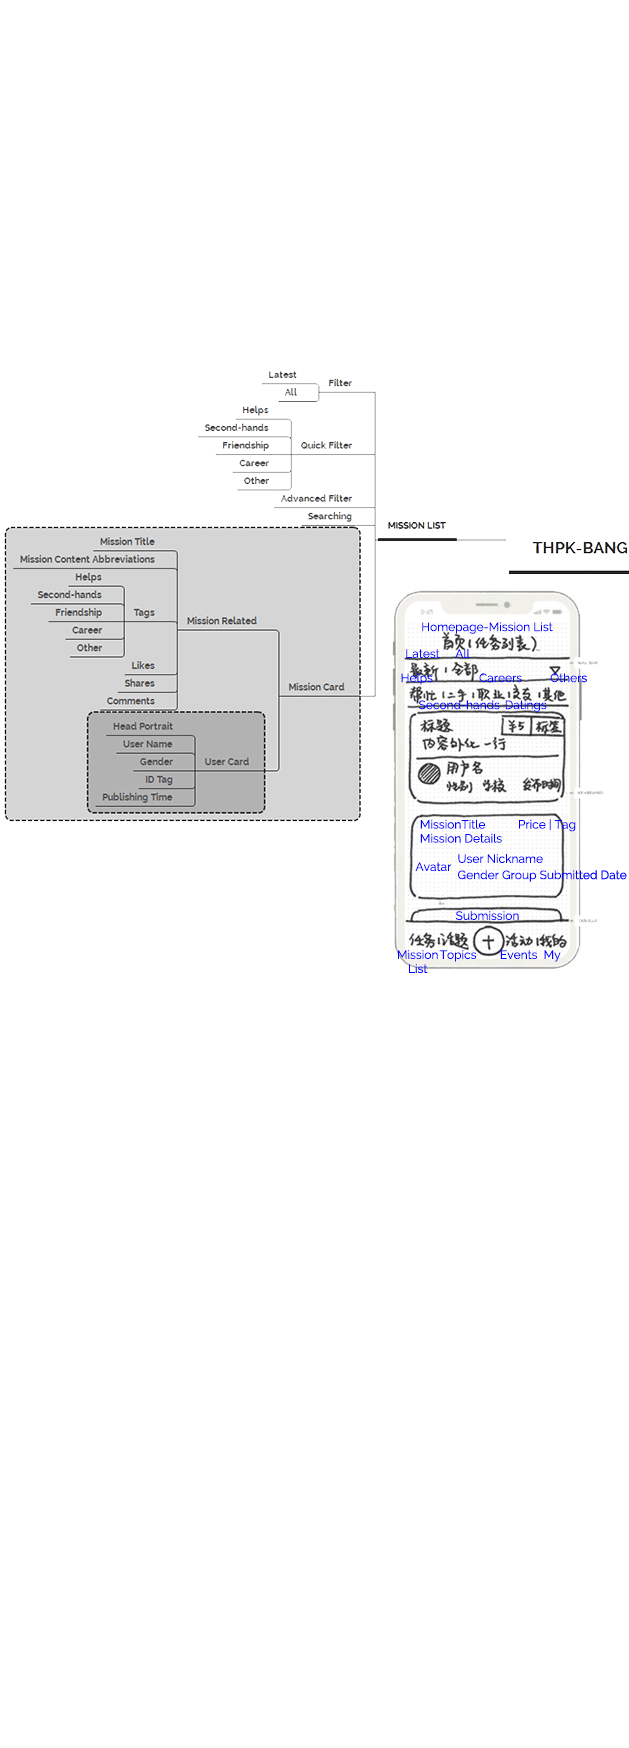 Latest
Filter
All
Helps
Second-hands
Friendship
Quick Filter
Career
Other
Advanced Filter
Searching
MISSION LIST
THPK-BANG
Mission Title
Mission Content Abbreviations
Helps
Second-hands
Friendship
Tags
Career
Other
Mission Related
Likes
Shares
Comments
Mission Card
Head Portrait
User Name
Gender
User Card
ID Tag
Publishing Time
9:45
Homepage-Mission List
首页(任务列表)
Latest All
最新 | 全部
Helps Careers Others
帮忙 | 二手 | 职业 | 交友 | 其他
Second-hands Datings
标题 ¥5 标签
内容外化 一行
用户名
性别 学校 发布时间
MissionTitle Price | Tag
Mission Details
User Nickname
Avatar
Gender Group Submitted Date
Submission
任务 | 话题 + 活动 | 我的
Mission Topics Events My
List